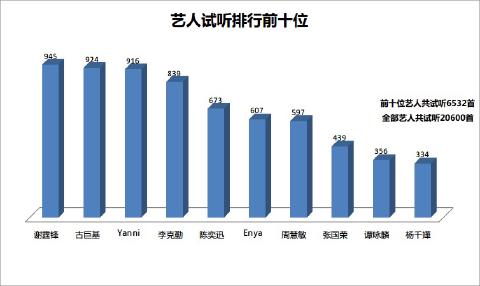 艺人试听排行前十位
945
924
916
839
673
607
597
439
356
334
前十位艺人共试听6532首
全部艺人共试听20600首
谢霆锋 古巨基 Yanni 李克勤 陈奕迅 Enya 周慧敏 张国荣 谭咏麟 杨千嬅